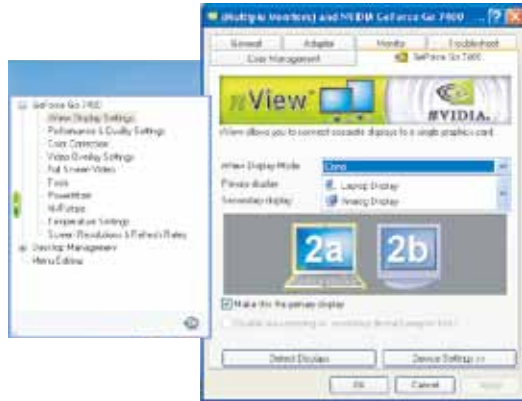 GeForce Go 7400
nView Display Settings
Performance & Quality Settings
Color Correction
Video Overlay Settings
Full Screen Video
Tools
PowerMizer
NVRotate
Temperature Settings
Screen Resolutions & Refresh Rates
Desktop Management
Menu Editing
(Multiple Monitors) and NVIDIA GeForce Go 7400 ...
General
Adapter
Monitor
Troubleshoot
Color Management
GeForce Go 7400
nView™
NVIDIA.
nView allows you to connect separate displays to a single graphics card.
nView Display Mode
Clone
Primary display
Laptop Display
Secondary display
Analog Display
2a
2b
Make this the primary display
Detect Displays
Device Settings >>
OK
Cancel
Apply